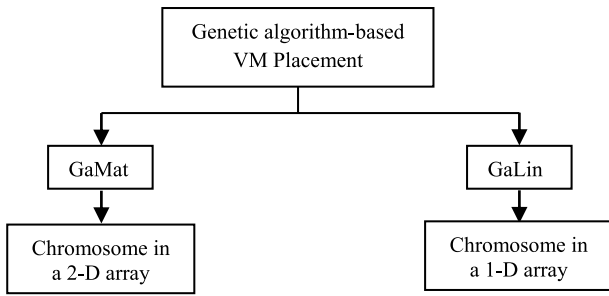 Genetic algorithm-based
VM Placement
GaMat
GaLin
Chromosome in
a 2-D array
Chromosome in
a 1-D array